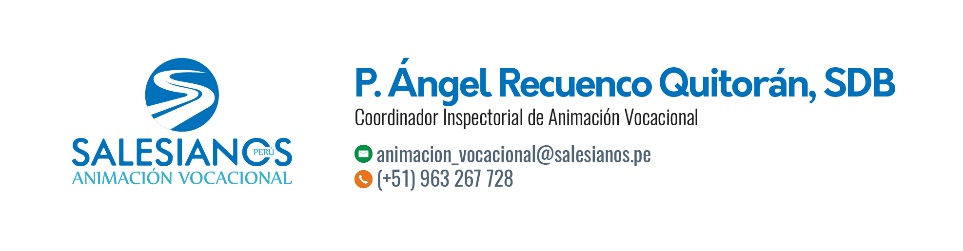 SALESIANOS
PERÚ
ANIMACIÓN VOCACIONAL
P. Ángel Recuenco Quitorán, SDB
Coordinador Inspectorial de Animación Vocacional
animacion_vocacional@salesianos.pe
(+51) 963 267 728